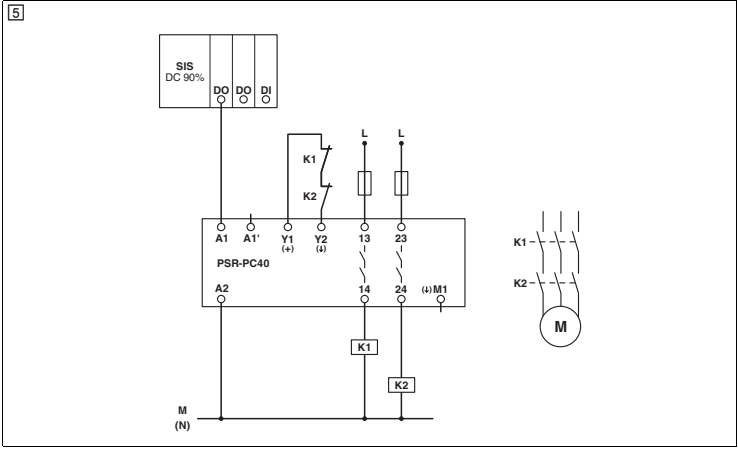 5
SIS
DC 90%
DO DO DI
L L
K1
K2
A1 A1' Y1 Y2 13 23
(+) (↓)
PSR-PC40
A2 14 24 (↓) M1
K1
K2
M
(N)
K1
K2
M